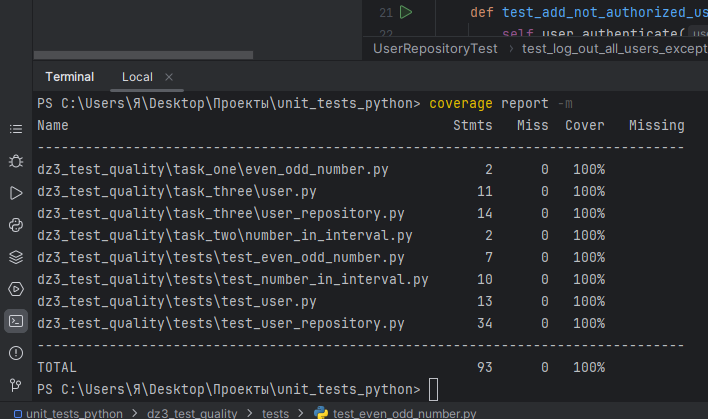 21 def test_add_not_authorized_us
22 self.user.authenticate(
UserRepositoryTest > test_log_out_all_users_except
Terminal Local ×
PS C:\Users\Я\Desktop\Проекты\unit_tests_python> coverage report -m
Name Stmts Miss Cover Missing
---------------------------------------------------------------------------------
dz3_test_quality\task_one\even_odd_number.py 2 0 100%
dz3_test_quality\task_three\user.py 11 0 100%
dz3_test_quality\task_three\user_repository.py 14 0 100%
dz3_test_quality\task_two\number_in_interval.py 2 0 100%
dz3_test_quality\tests\test_even_odd_number.py 7 0 100%
dz3_test_quality\tests\test_number_in_interval.py 10 0 100%
dz3_test_quality\tests\test_user.py 13 0 100%
dz3_test_quality\tests\test_user_repository.py 34 0 100%
---------------------------------------------------------------------------------
TOTAL 93 0 100%
PS C:\Users\Я\Desktop\Проекты\unit_tests_python>
unit_tests_python > dz3_test_quality > tests > test_even_odd_number.py